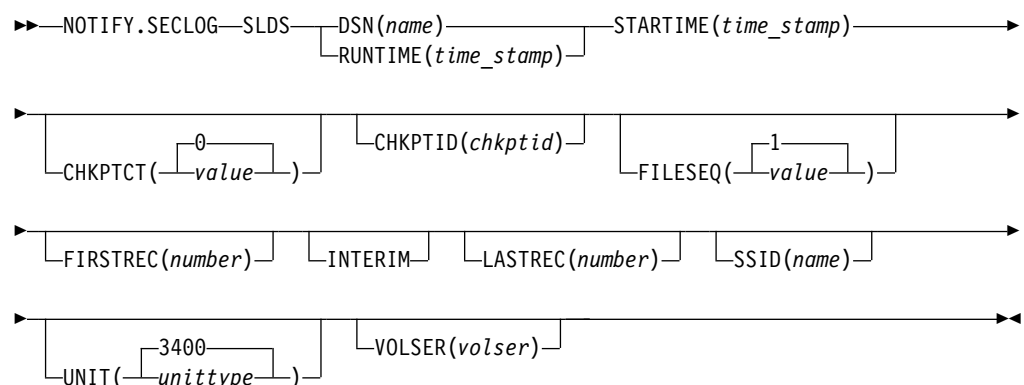 NOTIFY.SECLOG SLDS DSN(name) STARTIME(time_stamp)
RUNTIME(time_stamp)
0 CHKPTID(chkptid) 1
CHKPTCT( value ) FILESEQ( value )
FIRSTREC(number) INTERIM LASTREC(number) SSID(name)
3400 VOLSER(volser)
UNIT( unittype )